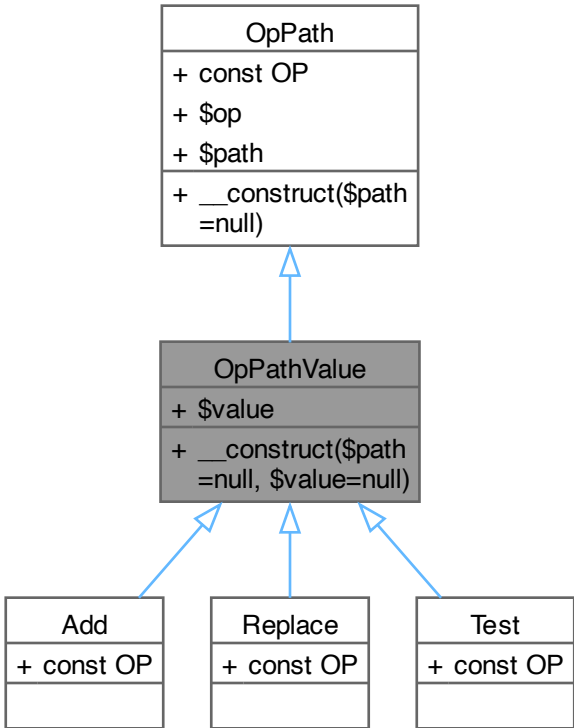 OpPath
+ const OP
+ $op
+ $path
+ __construct($path
=null)
OpPathValue
+ $value
+ __construct($path
=null, $value=null)
Add
+ const OP
Replace
+ const OP
Test
+ const OP